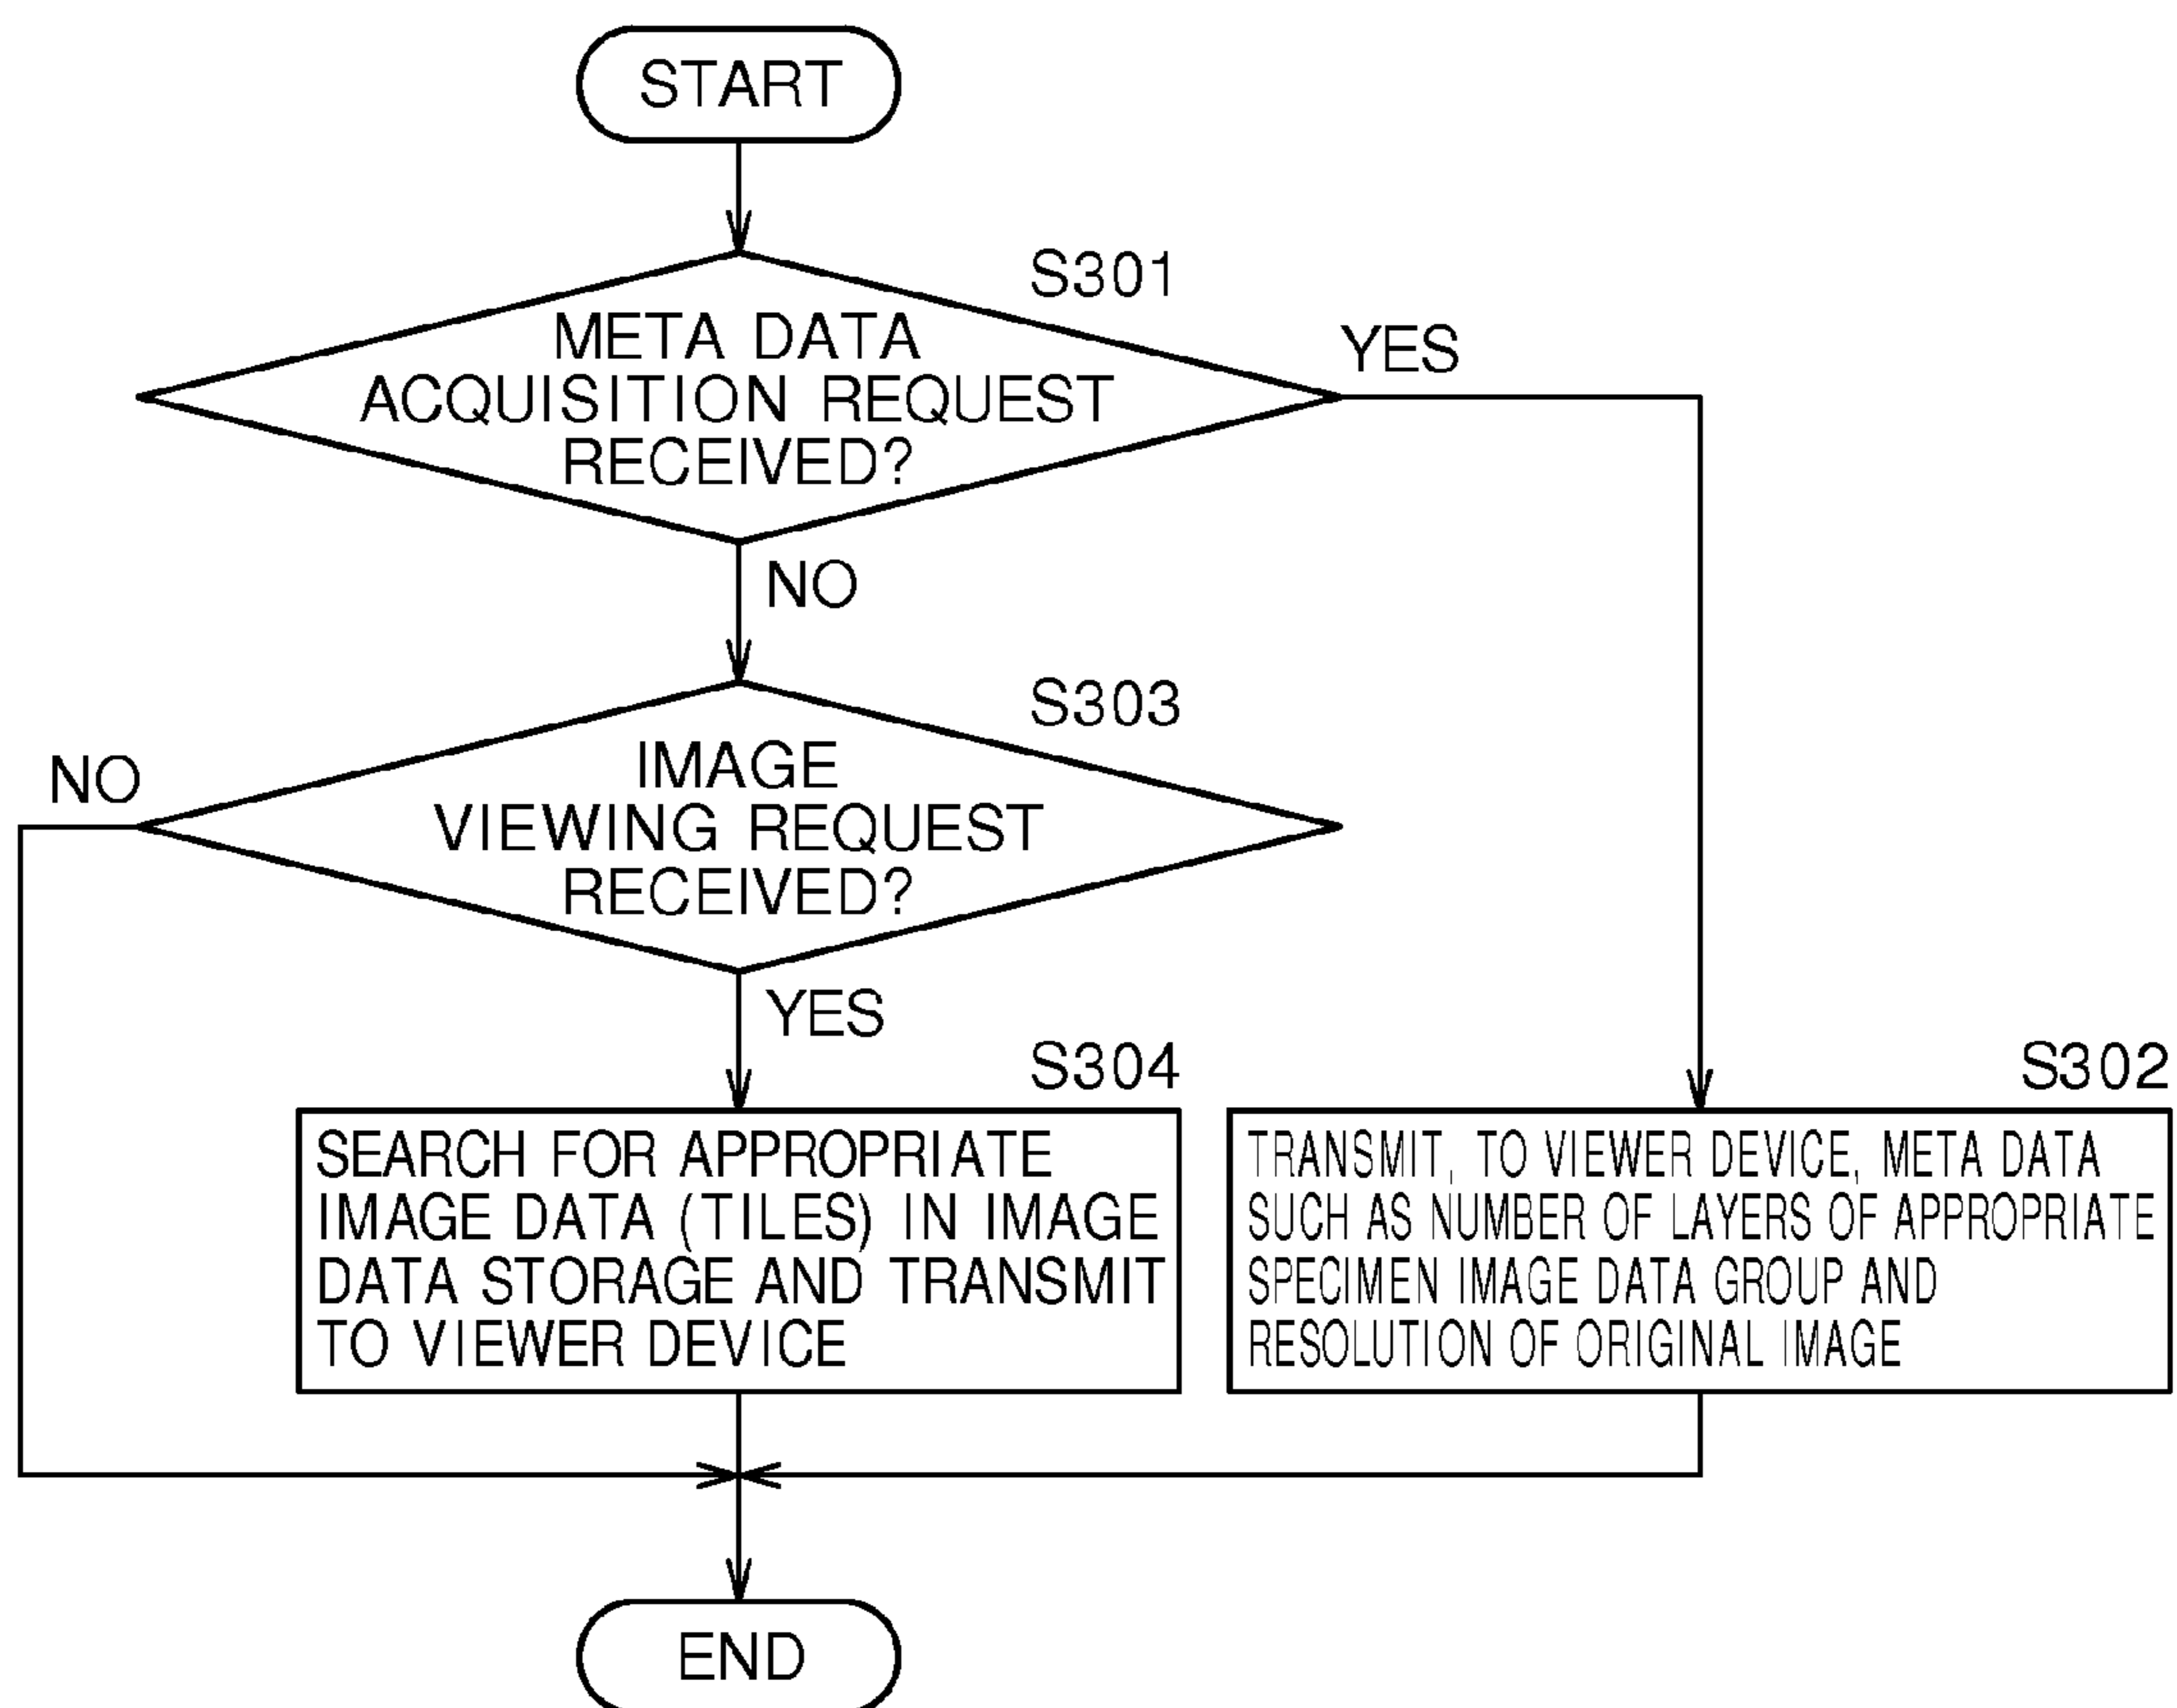 START
S301
META DATA
ACQUISITION REQUEST
RECEIVED?
YES
NO
S303
IMAGE
VIEWING REQUEST
RECEIVED?
NO
YES
S304
SEARCH FOR APPROPRIATE
IMAGE DATA (TILES) IN IMAGE
DATA STORAGE AND TRANSMIT
TO VIEWER DEVICE
S302
TRANSMIT, TO VIEWER DEVICE, META DATA
SUCH AS NUMBER OF LAYERS OF APPROPRIATE
SPECIMEN IMAGE DATA GROUP AND
RESOLUTION OF ORIGINAL IMAGE
END